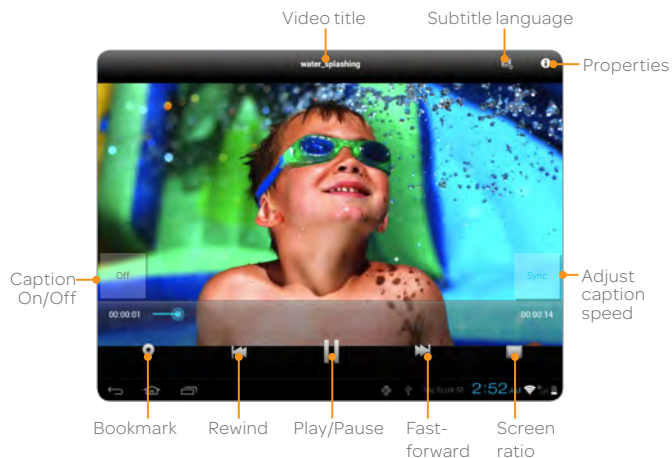 Video title
Subtitle language
water_splashing
Properties
Caption
On/Off
Off
Sync
Adjust
caption
speed
00:00:01
00:00:14
2:52 AM
Bookmark
Rewind
Play/Pause
Fast-
forward
Screen
ratio